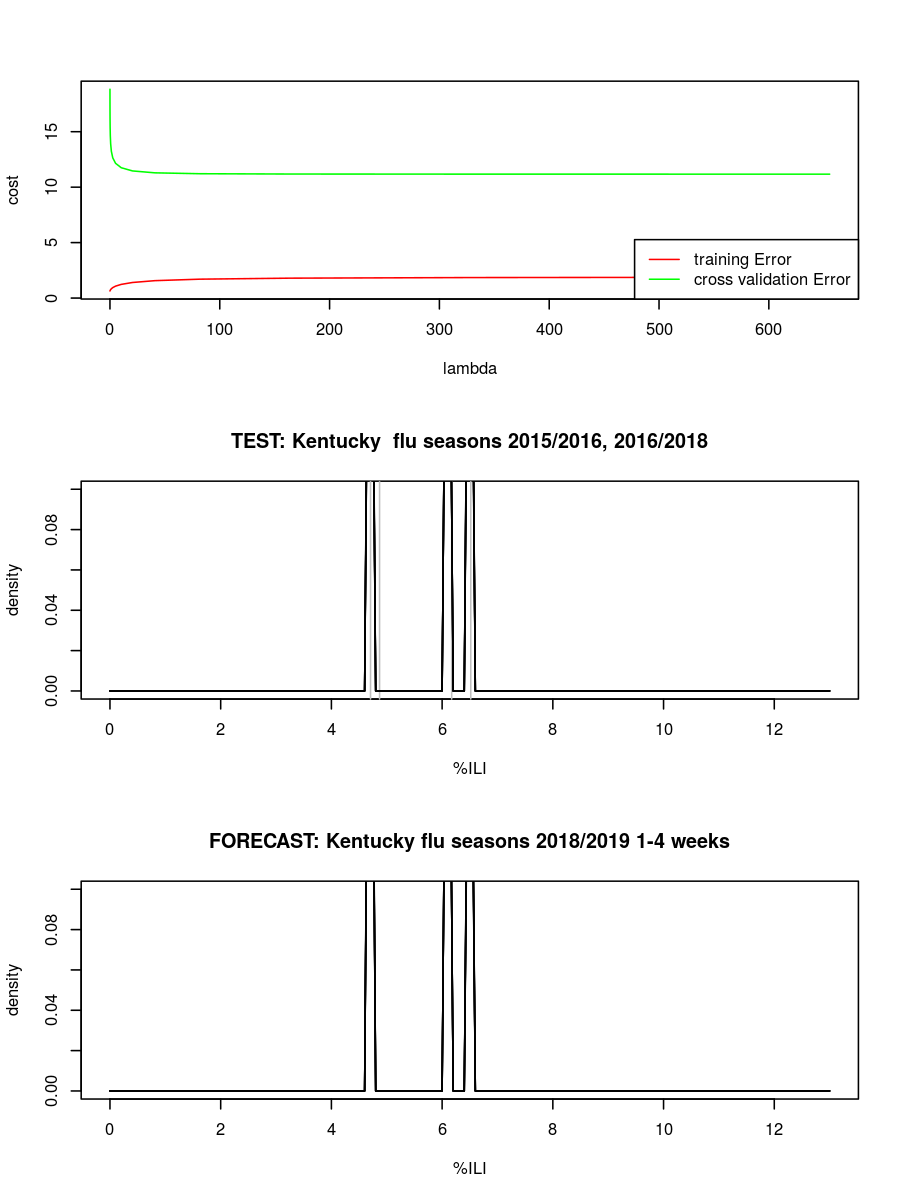 cost
15
10
5
0
training Error
cross validation Error
0 100 200 300 400 500 600
lambda
TEST: Kentucky  flu seasons 2015/2016, 2016/2018
density
0.08
0.04
0.00
0 2 4 6 8 10 12
%ILI
FORECAST: Kentucky flu seasons 2018/2019 1-4 weeks
density
0.08
0.04
0.00
0 2 4 6 8 10 12
%ILI